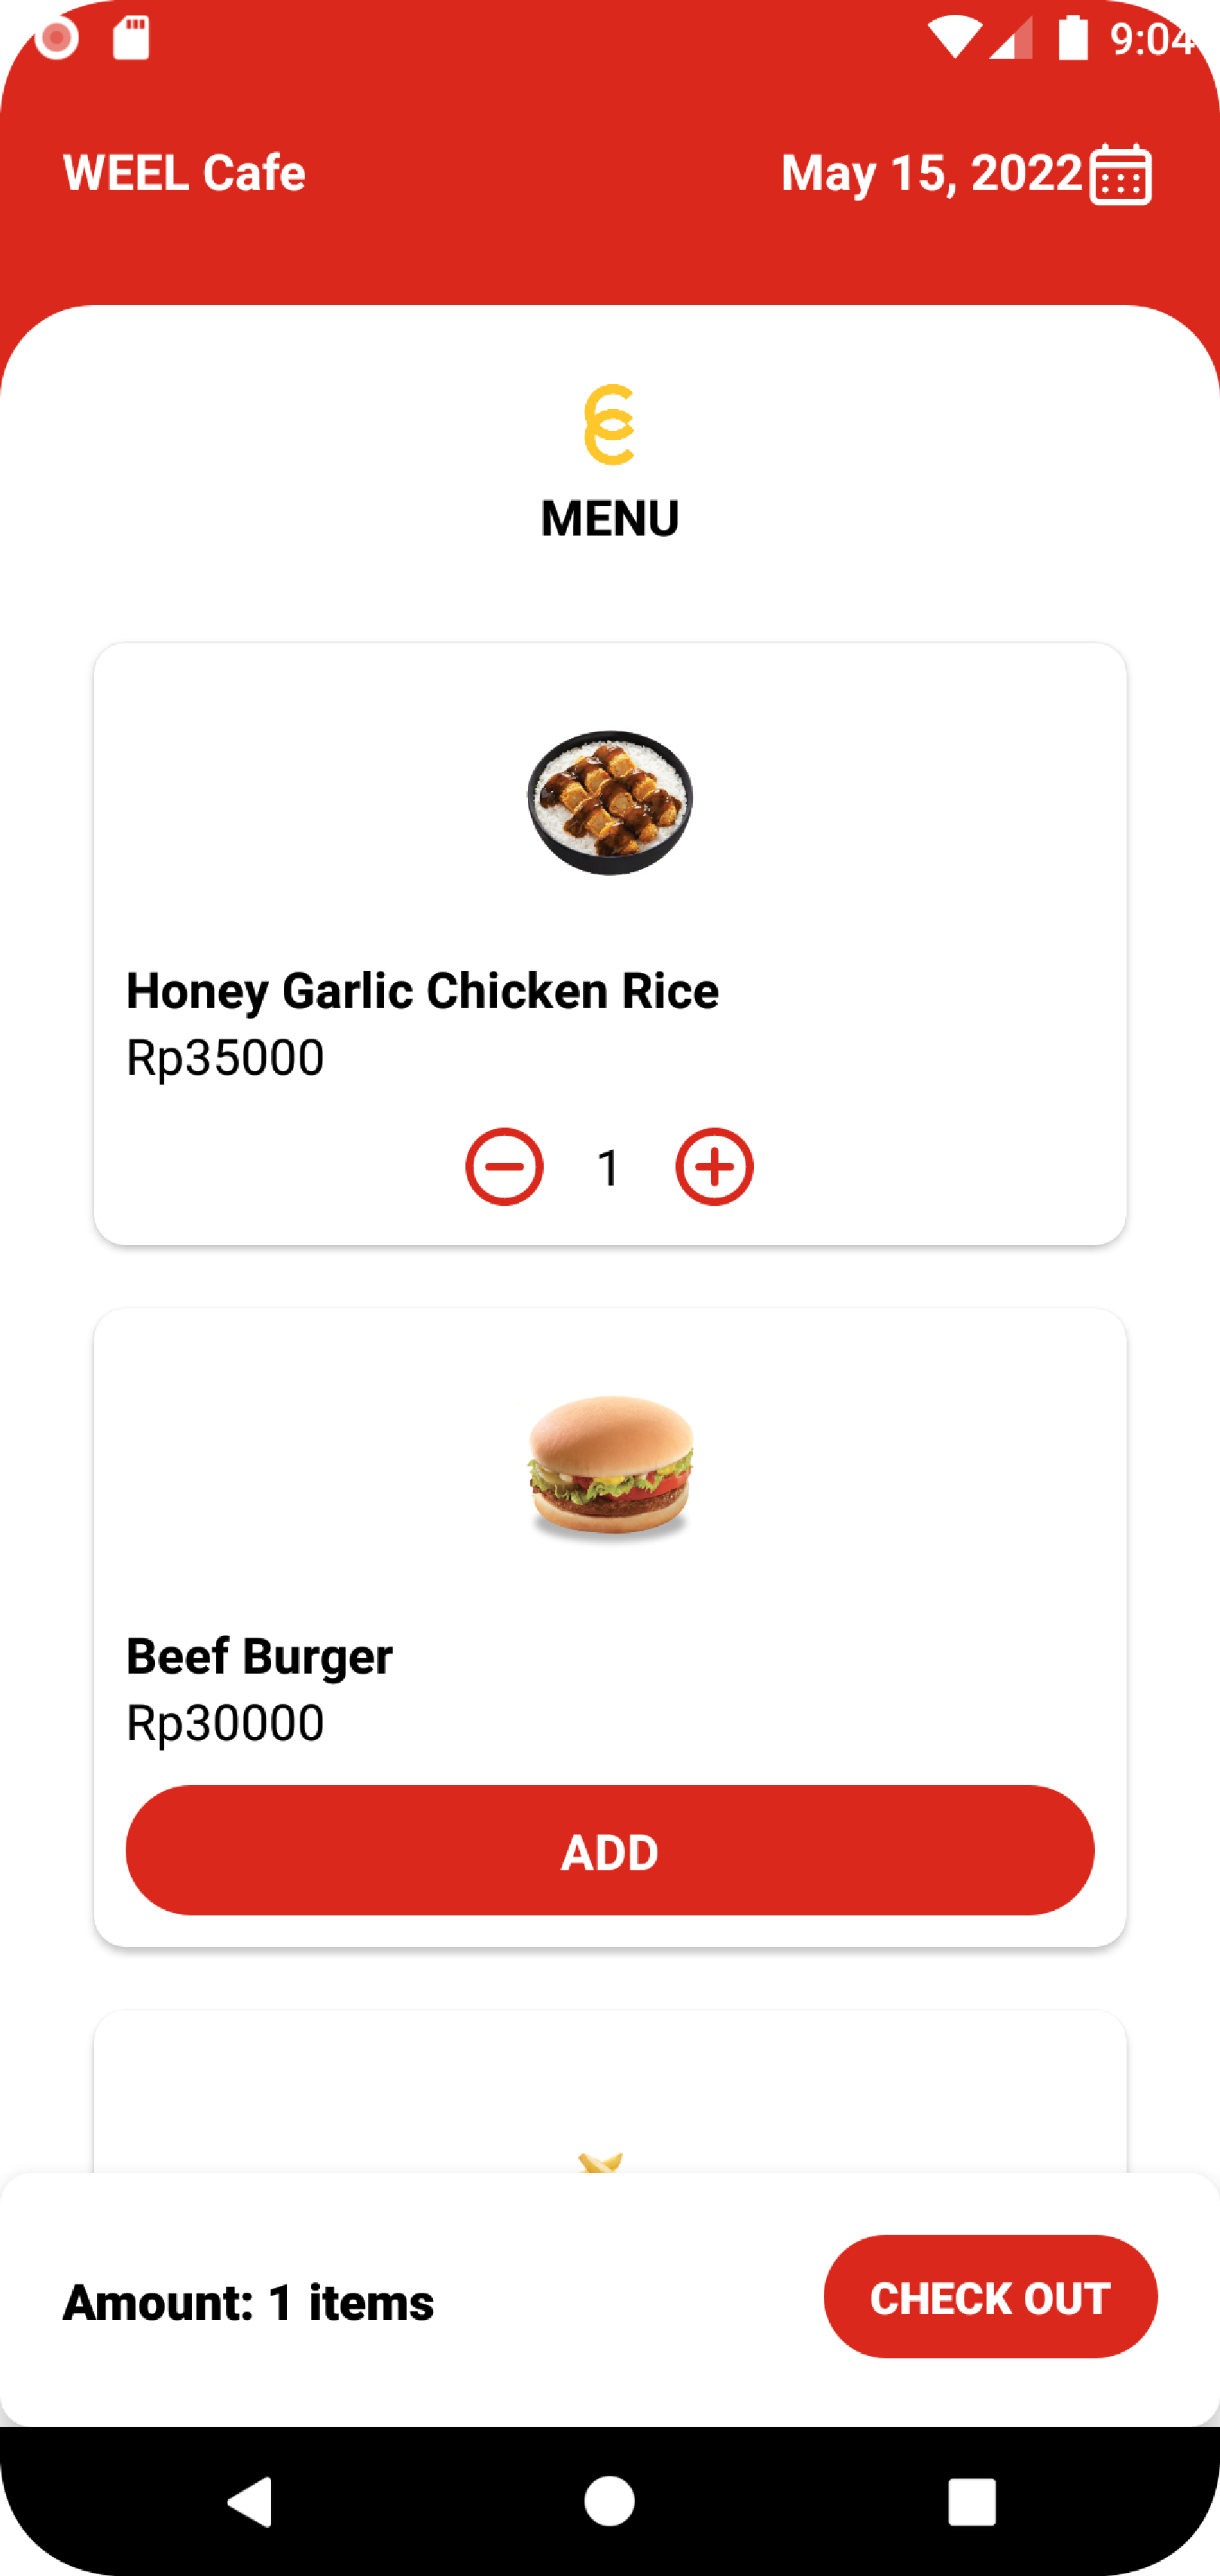 9:04
WEEL Cafe
May 15, 2022
MENU
Honey Garlic Chicken Rice
Rp35000
1
Beef Burger
Rp30000
ADD
Amount: 1 items
CHECK OUT